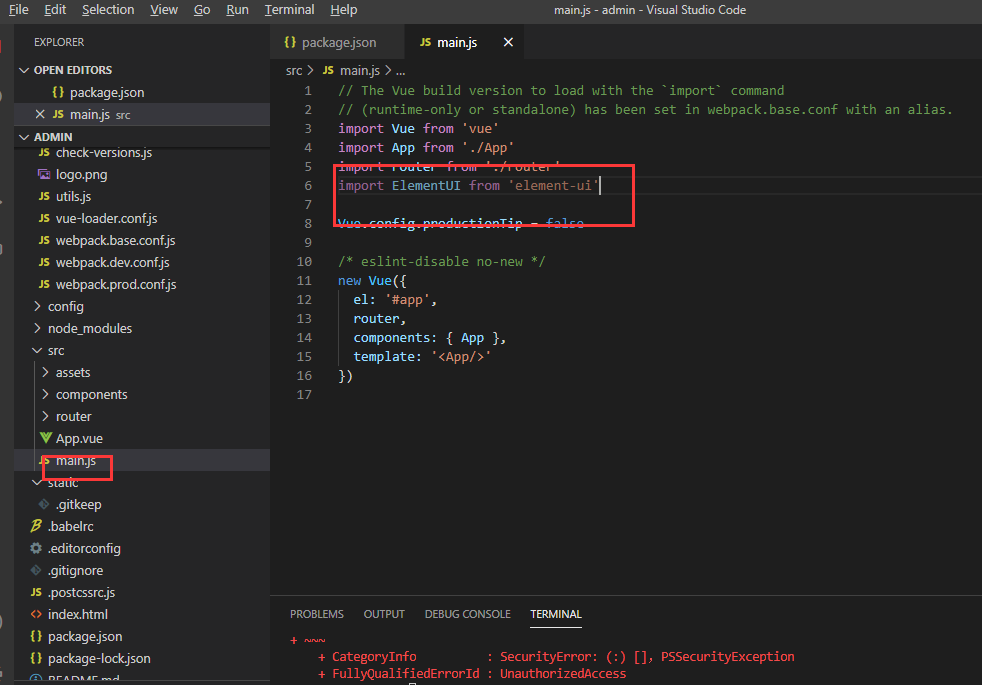 File Edit Selection View Go Run Terminal Help main.js - admin - Visual Studio Code
EXPLORER
OPEN EDITORS
{} package.json
JS main.js src
ADMIN
JS check-versions.js
logo.png
JS utils.js
JS vue-loader.conf.js
JS webpack.base.conf.js
JS webpack.dev.conf.js
JS webpack.prod.conf.js
config
node_modules
src
assets
components
router
App.vue
JS main.js
static
.gitkeep
.babelrc
.editorconfig
.gitignore
JS .postcssrc.js
<> index.html
{} package.json
{} package-lock.json
README.md
{} package.json JS main.js
src > JS main.js > ...
1 // The Vue build version to load with the `import` command
2 // (runtime-only or standalone) has been set in webpack.base.conf with an alias.
3 import Vue from 'vue'
4 import App from './App'
5 import router from './router'
6 import ElementUI from 'element-ui'
7
8 Vue.config.productionTip = false
9
10 /* eslint-disable no-new */
11 new Vue({
12 el: '#app',
13 router,
14 components: { App },
15 template: '<App/>'
16 })
17
PROBLEMS OUTPUT DEBUG CONSOLE TERMINAL
+ ~~~
+ CategoryInfo : SecurityError: (:) [], PSSecurityException
+ FullyQualifiedErrorId : UnauthorizedAccess